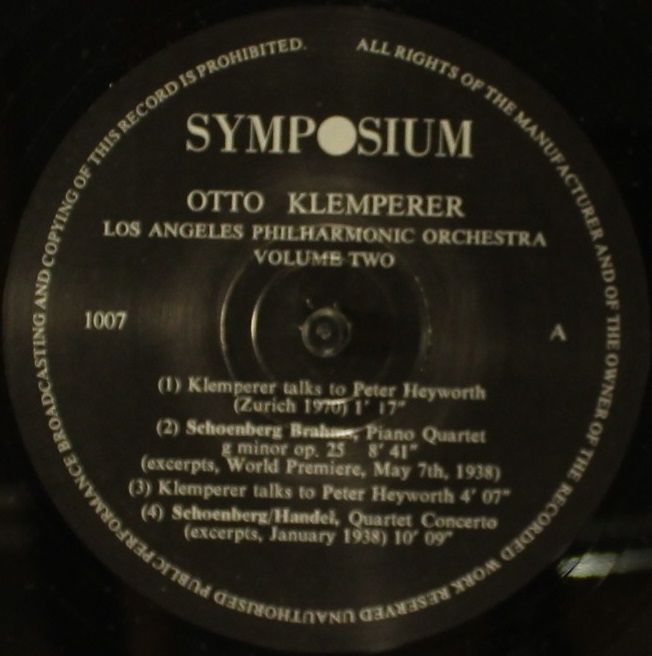 ALL RIGHTS OF THE MANUFACTURER AND OF THE OWNER OF THE RECORDED WORK RESERVED UNAUTHORISED PUBLIC PERFORMANCE BROADCASTING AND COPYING OF THIS RECORD IS PROHIBITED.
SYMPOSIUM
OTTO KLEMPERER
LOS ANGELES PHILHARMONIC ORCHESTRA
VOLUME TWO
1007 A
(1) Klemperer talks to Peter Heyworth
(Zurich 1970) 1' 17"
(2) Schoenberg Brahms, Piano Quartet
g minor op. 25 8' 41"
(excerpts, World Premiere, May 7th, 1938)
(3) Klemperer talks to Peter Heyworth 4' 07"
(4) Schoenberg/Handel, Quartet Concerto
(excerpts, January 1938) 10' 09"